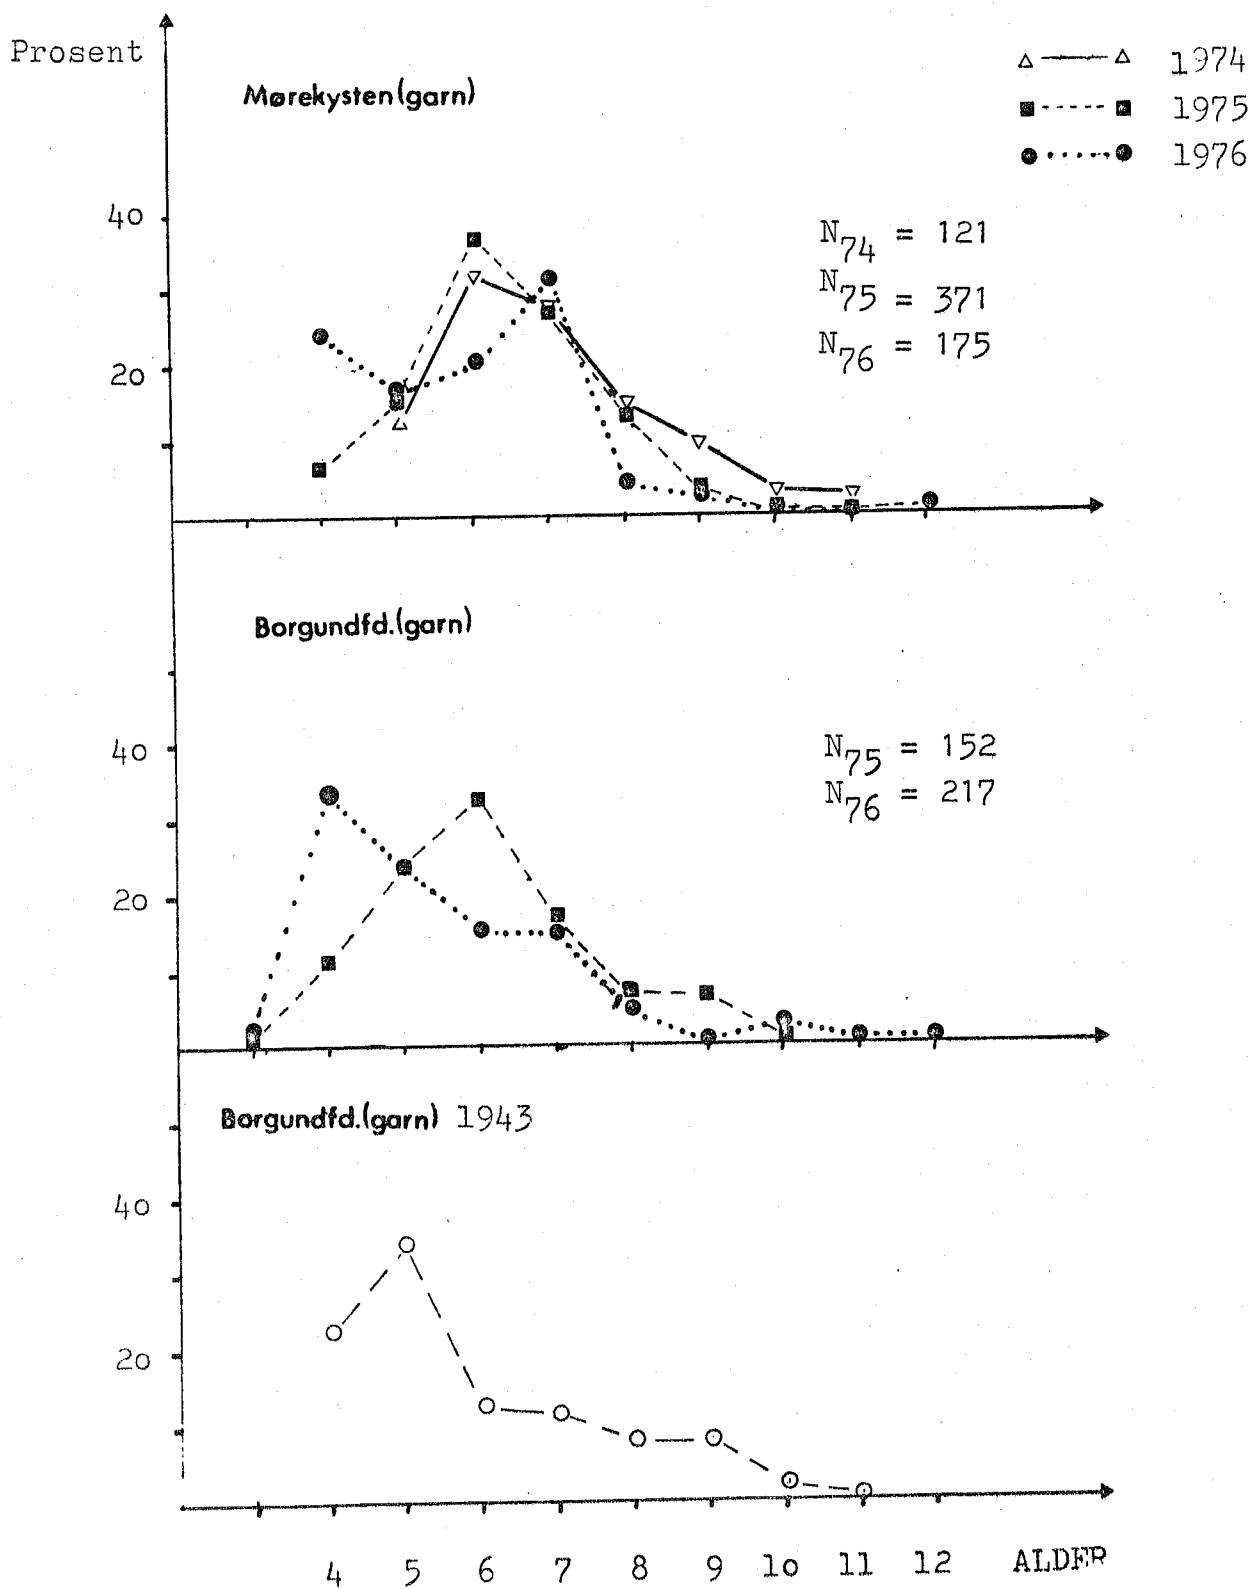 Prosent
1974
1975
1976
Mørekysten (garn)
40
20
N74 = 121
N75 = 371
N76 = 175
Borgundfd. (garn)
40
20
N75 = 152
N76 = 217
Borgundfd. (garn) 1943
40
20
4 5 6 7 8 9 10 11 12 ALDER